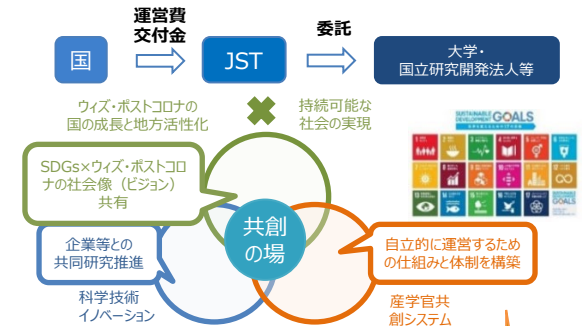 運営費
交付金
委託
国
JST
大学・
国立研究開発法人等
ウィズ・ポストコロナの
国の成長と地方活性化
持続可能な
社会の実現
SUSTAINABLE
DEVELOPMENT GOALS
SDGs×ウィズ・ポストコロ
ナの社会像（ビジョン）
共有
共創
の場
企業等との
共同研究推進
自立的に運営するため
の仕組みと体制を構築
科学技術
イノベーション
産学官共
創システム